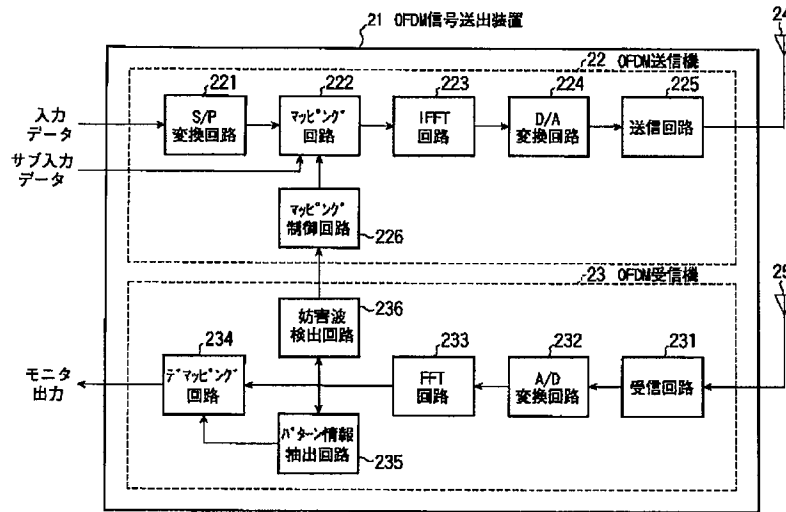 21 OFDM信号送出装置
24
22 OFDM送信機
221
222
223
224
225
入力
データ
S/P
変換回路
マッピング
回路
IFFT
回路
D/A
変換回路
送信回路
サブ入力
データ
マッピング
制御回路
226
23 OFDM受信機
25
妨害波
検出回路
236
234
233
232
231
モニタ
出力
デマッピング
回路
FFT
回路
A/D
変換回路
受信回路
パターン情報
抽出回路
235